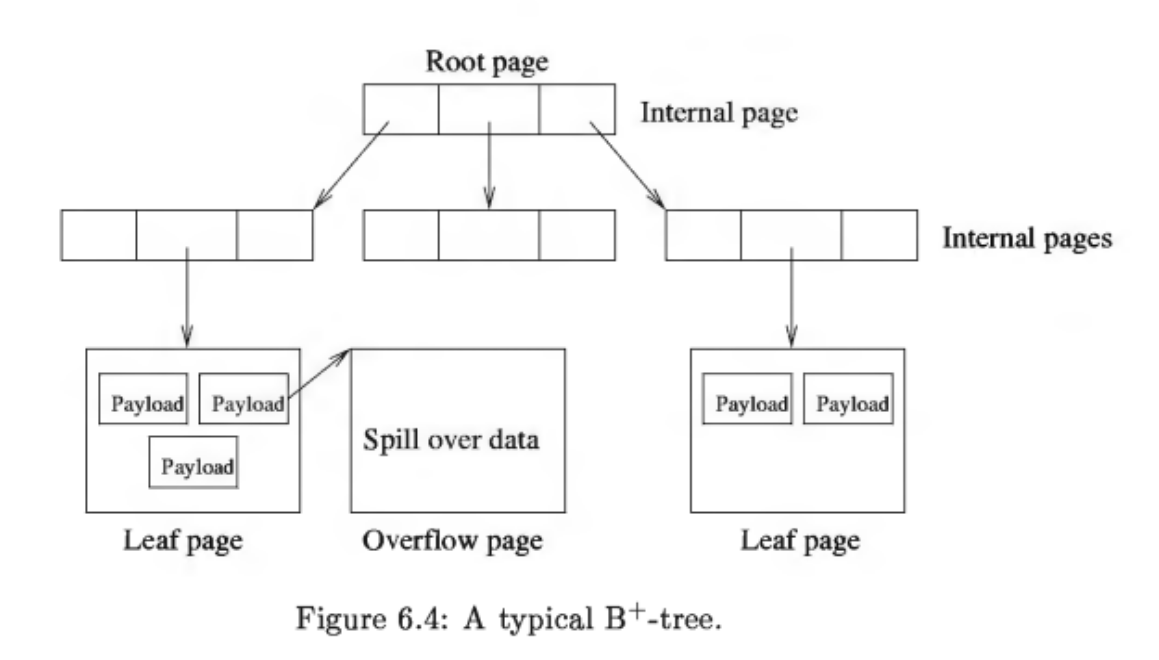 Root page
Internal page
Internal pages
Payload Payload
Payload
Spill over data
Payload Payload
Leaf page
Overflow page
Leaf page
Figure 6.4: A typical B⁺-tree.